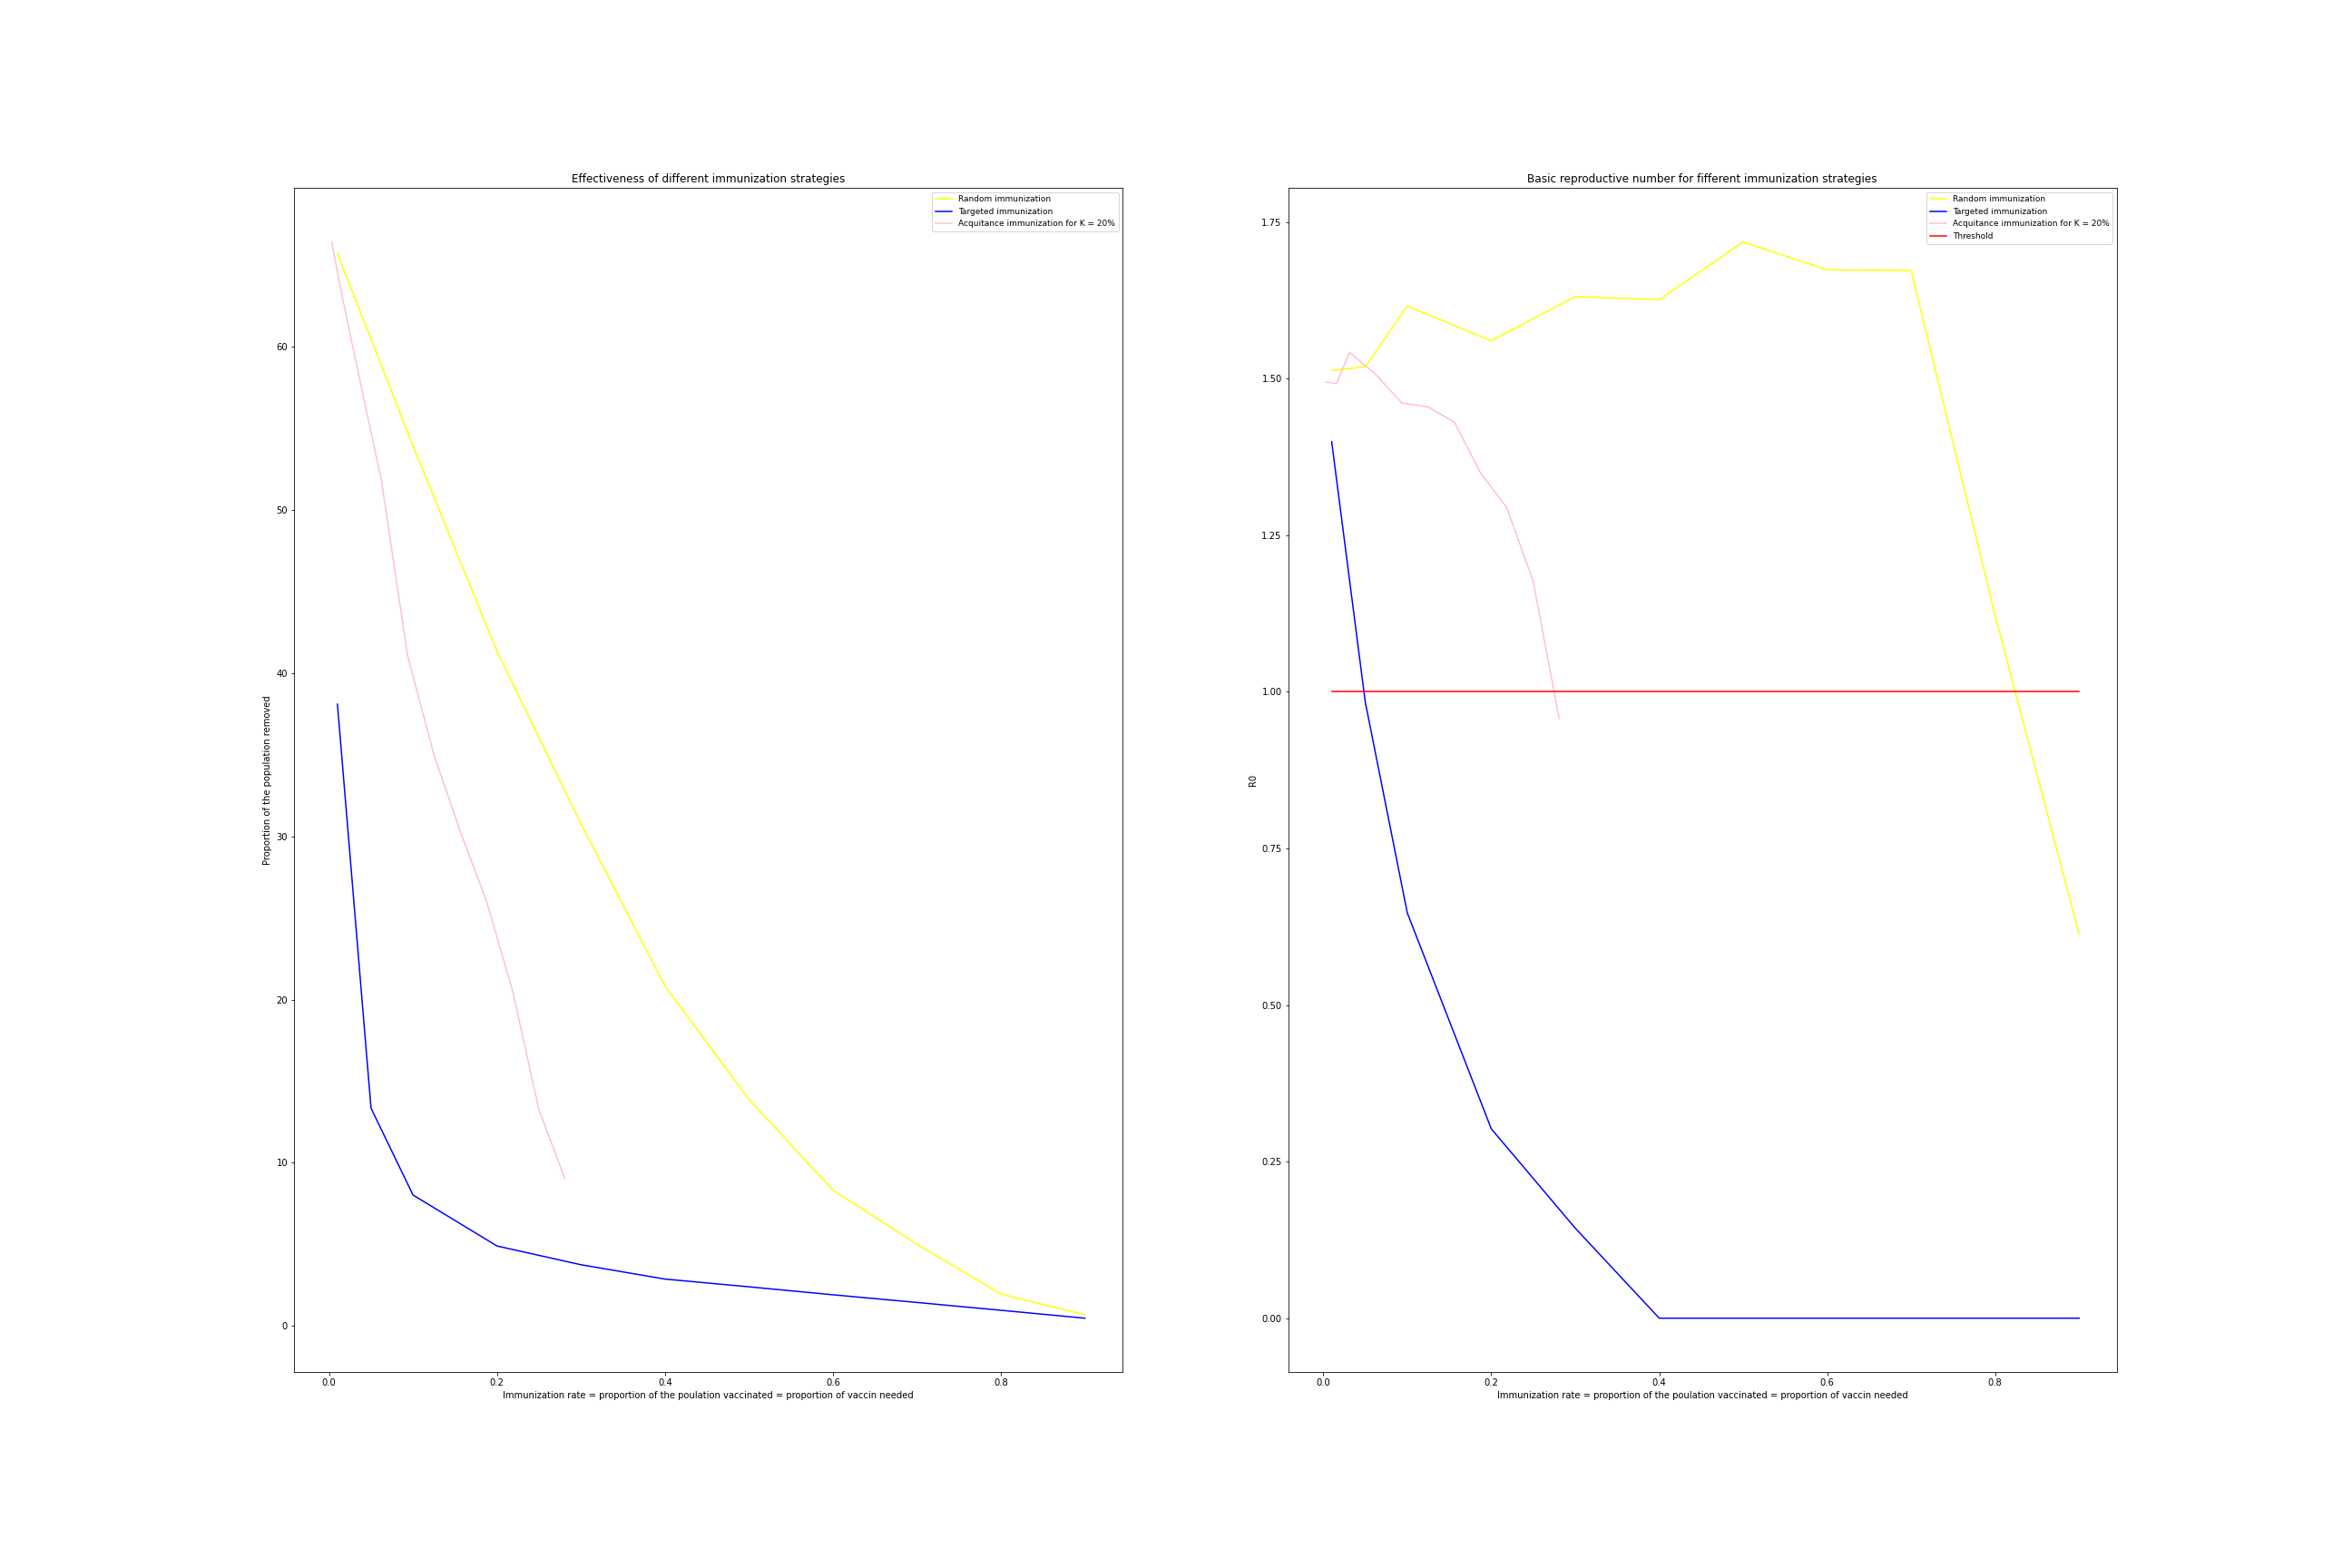 Effectiveness of different immunization strategies
Random immunization
Targeted immunization
Acquitance immunization for K = 20%
60
50
40
30
20
10
0
Proportion of the population removed
0.0 0.2 0.4 0.6 0.8
Immunization rate = proportion of the poulation vaccinated = proportion of vaccin needed
Basic reproductive number for fifferent immunization strategies
Random immunization
Targeted immunization
Acquitance immunization for K = 20%
Threshold
1.75
1.50
1.25
1.00
0.75
0.50
0.25
0.00
R0
0.0 0.2 0.4 0.6 0.8
Immunization rate = proportion of the poulation vaccinated = proportion of vaccin needed